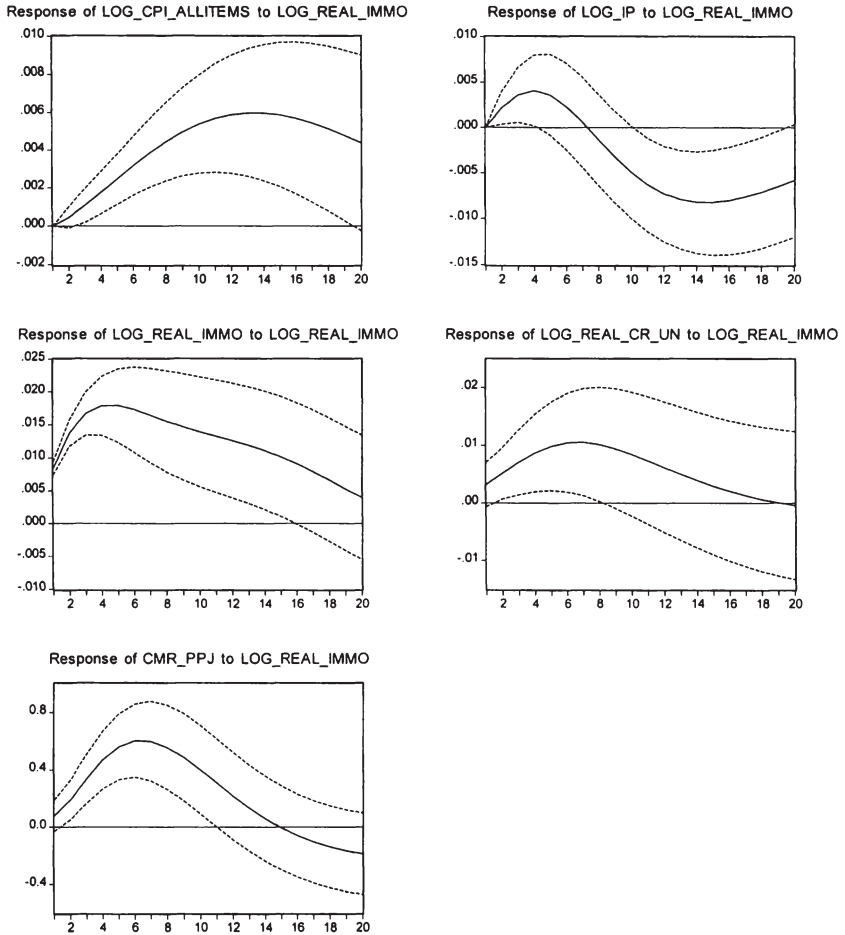 Response of LOG_CPI_ALLITEMS to LOG_REAL_IMMO
.010
.008
.006
.004
.002
.000
-.002
2 4 6 8 10 12 14 16 18 20
Response of LOG_IP to LOG_REAL_IMMO
.010
.005
.000
-.005
-.010
-.015
2 4 6 8 10 12 14 16 18 20
Response of LOG_REAL_IMMO to LOG_REAL_IMMO
.025
.020
.015
.010
.005
.000
-.005
-.010
2 4 6 8 10 12 14 16 18 20
Response of LOG_REAL_CR_UN to LOG_REAL_IMMO
.02
.01
.00
-.01
2 4 6 8 10 12 14 16 18 20
Response of CMR_PPJ to LOG_REAL_IMMO
0.8
0.4
0.0
-0.4
2 4 6 8 10 12 14 16 18 20